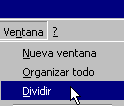 Ventana ?
Nueva ventana
Organizar todo
Dividir